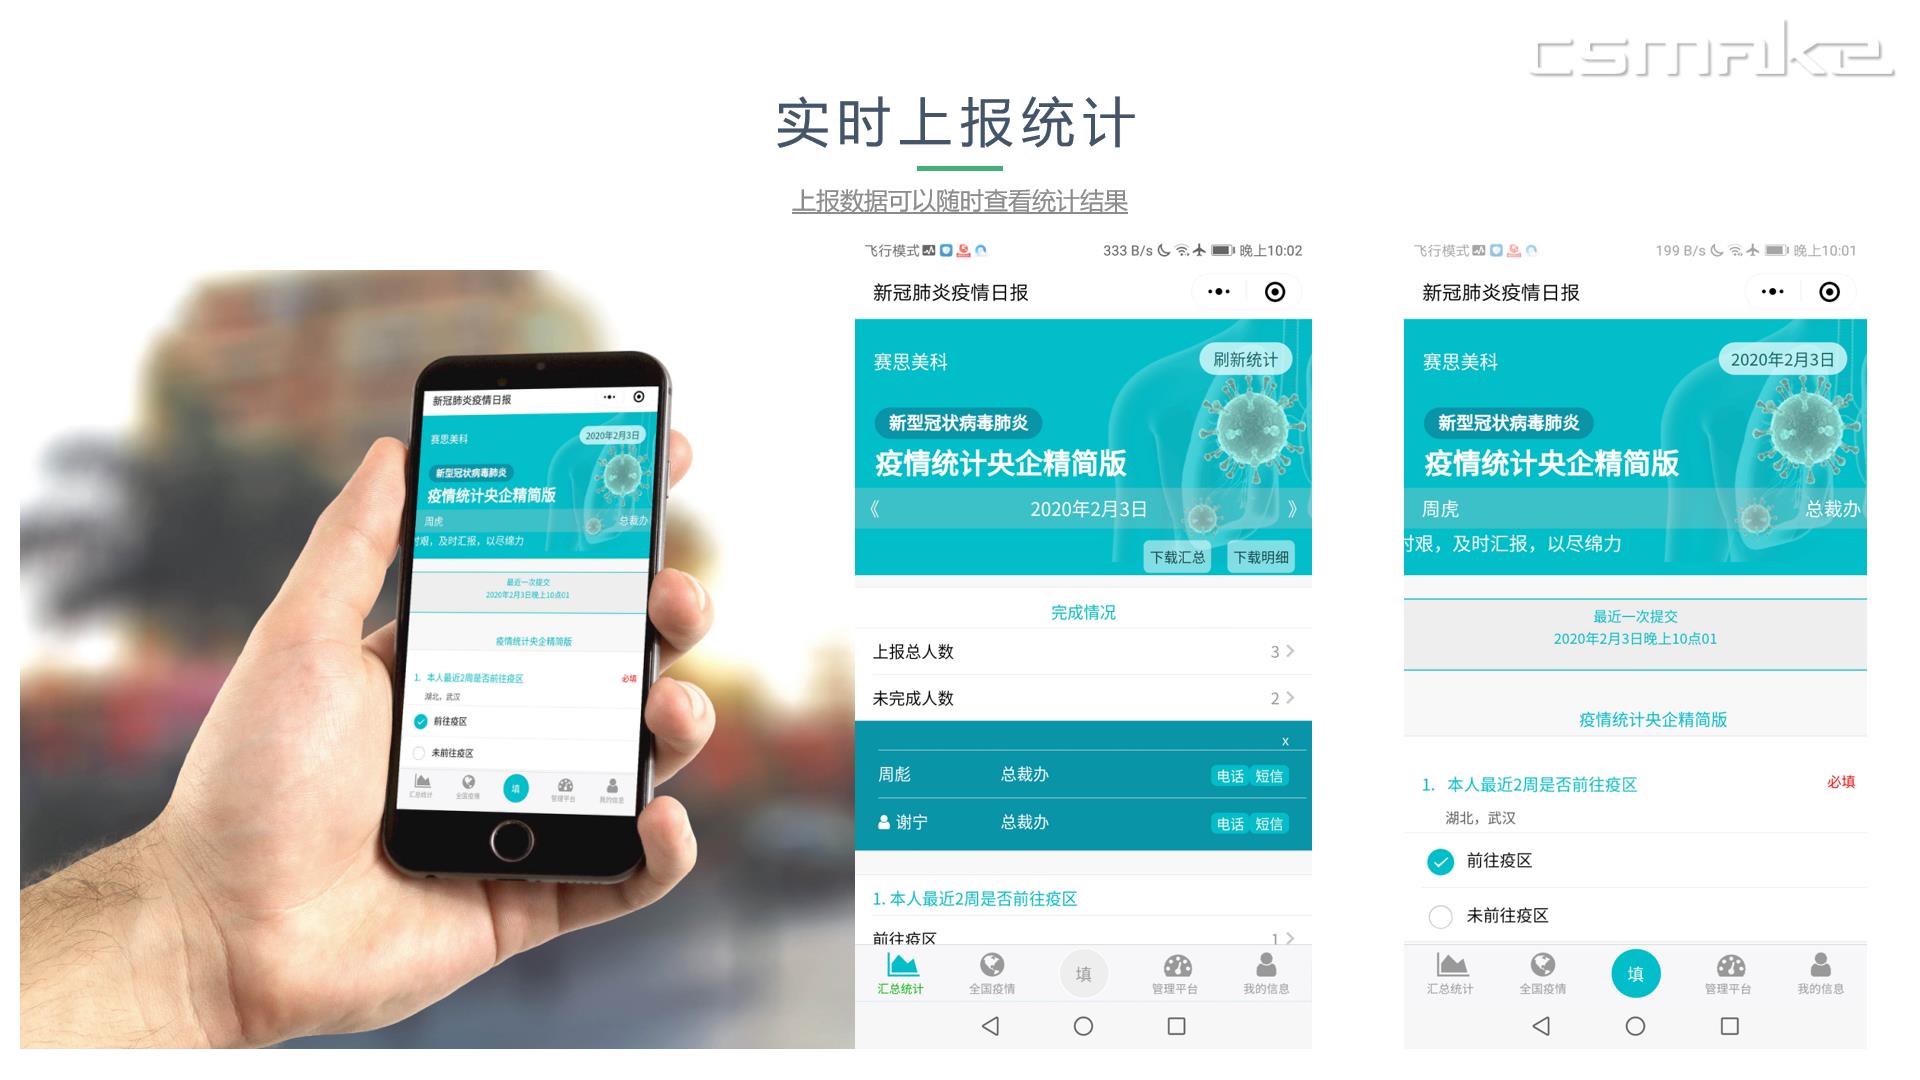 csmake
实时上报统计
上报数据可以随时查看统计结果
新冠肺炎疫情日报
赛思美科
2020年2月3日
新型冠状病毒肺炎
疫情统计央企精简版
周虎
总裁办
时艰，及时汇报，以尽绵力
最近一次提交
2020年2月3日晚上10点01
疫情统计央企精简版
1. 本人最近2周是否前往疫区
必填
湖北，武汉
前往疫区
未前往疫区
汇总统计
全国疫情
填
管理平台
我的信息
飞行模式
333 B/s
晚上10:02
新冠肺炎疫情日报
赛思美科
刷新统计
新型冠状病毒肺炎
疫情统计央企精简版
《 2020年2月3日 》
下载汇总 下载明细
完成情况
上报总人数 3
未完成人数 2
x
周彪 总裁办 电话 短信
谢宁 总裁办 电话 短信
1. 本人最近2周是否前往疫区
前往疫区 1
汇总统计 全国疫情 填 管理平台 我的信息
飞行模式 199 B/s 晚上10:01
新冠肺炎疫情日报
赛思美科 2020年2月3日
新型冠状病毒肺炎
疫情统计央企精简版
周虎 总裁办
时艰，及时汇报，以尽绵力
最近一次提交
2020年2月3日晚上10点01
疫情统计央企精简版
1. 本人最近2周是否前往疫区 必填
湖北，武汉
前往疫区
未前往疫区
汇总统计 全国疫情 填 管理平台 我的信息